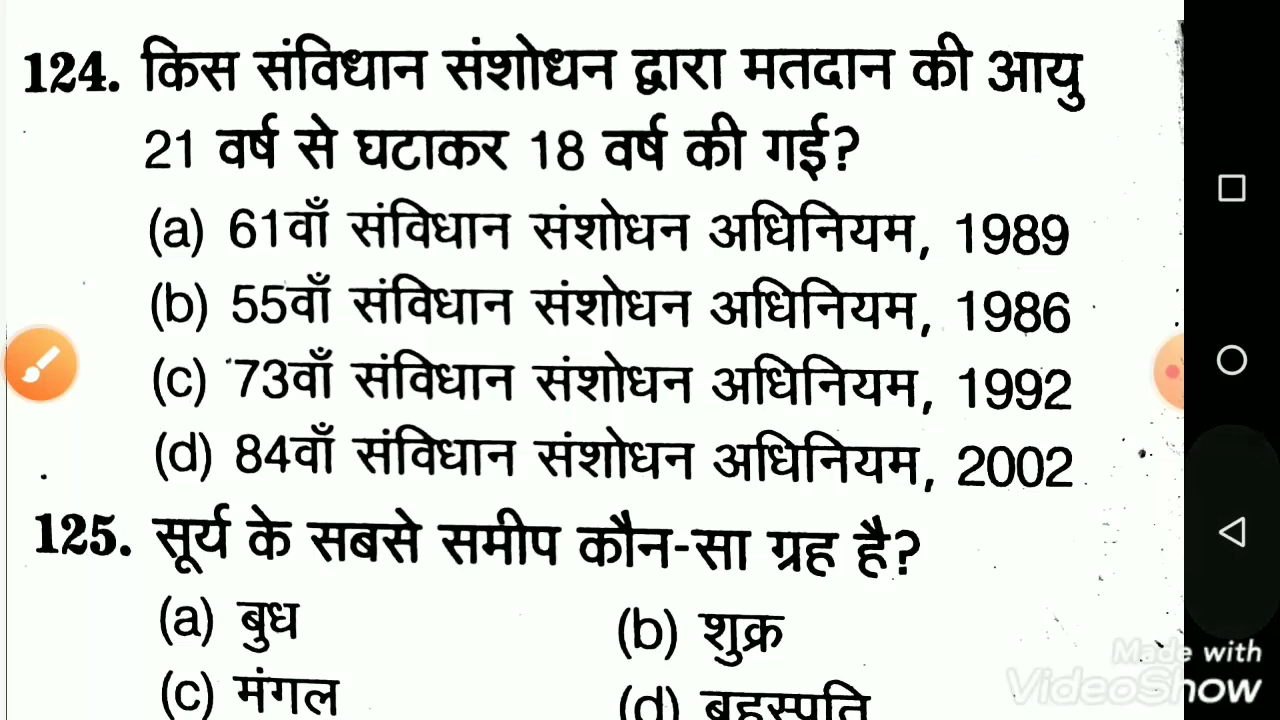 124. किस संविधान संशोधन द्वारा मतदान की आयु
21 वर्ष से घटाकर 18 वर्ष की गई?
(a) 61वाँ संविधान संशोधन अधिनियम, 1989
(b) 55वाँ संविधान संशोधन अधिनियम, 1986
(c) 73वाँ संविधान संशोधन अधिनियम, 1992
(d) 84वाँ संविधान संशोधन अधिनियम, 2002
125. सूर्य के सबसे समीप कौन-सा ग्रह है?
(a) बुध (b) शुक्र
(c) मंगल (d) बृहस्पति
Made with
VideoShow